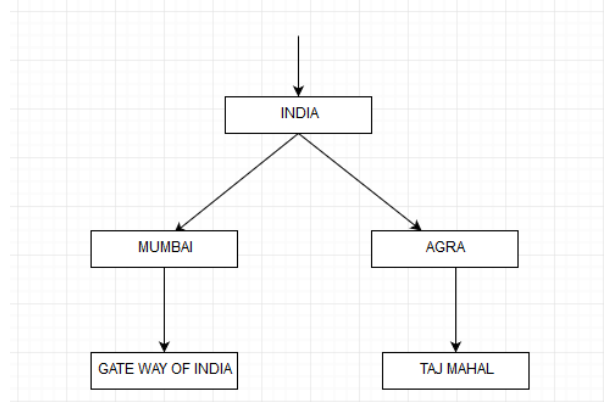 INDIA
MUMBAI
AGRA
GATE WAY OF INDIA
TAJ MAHAL